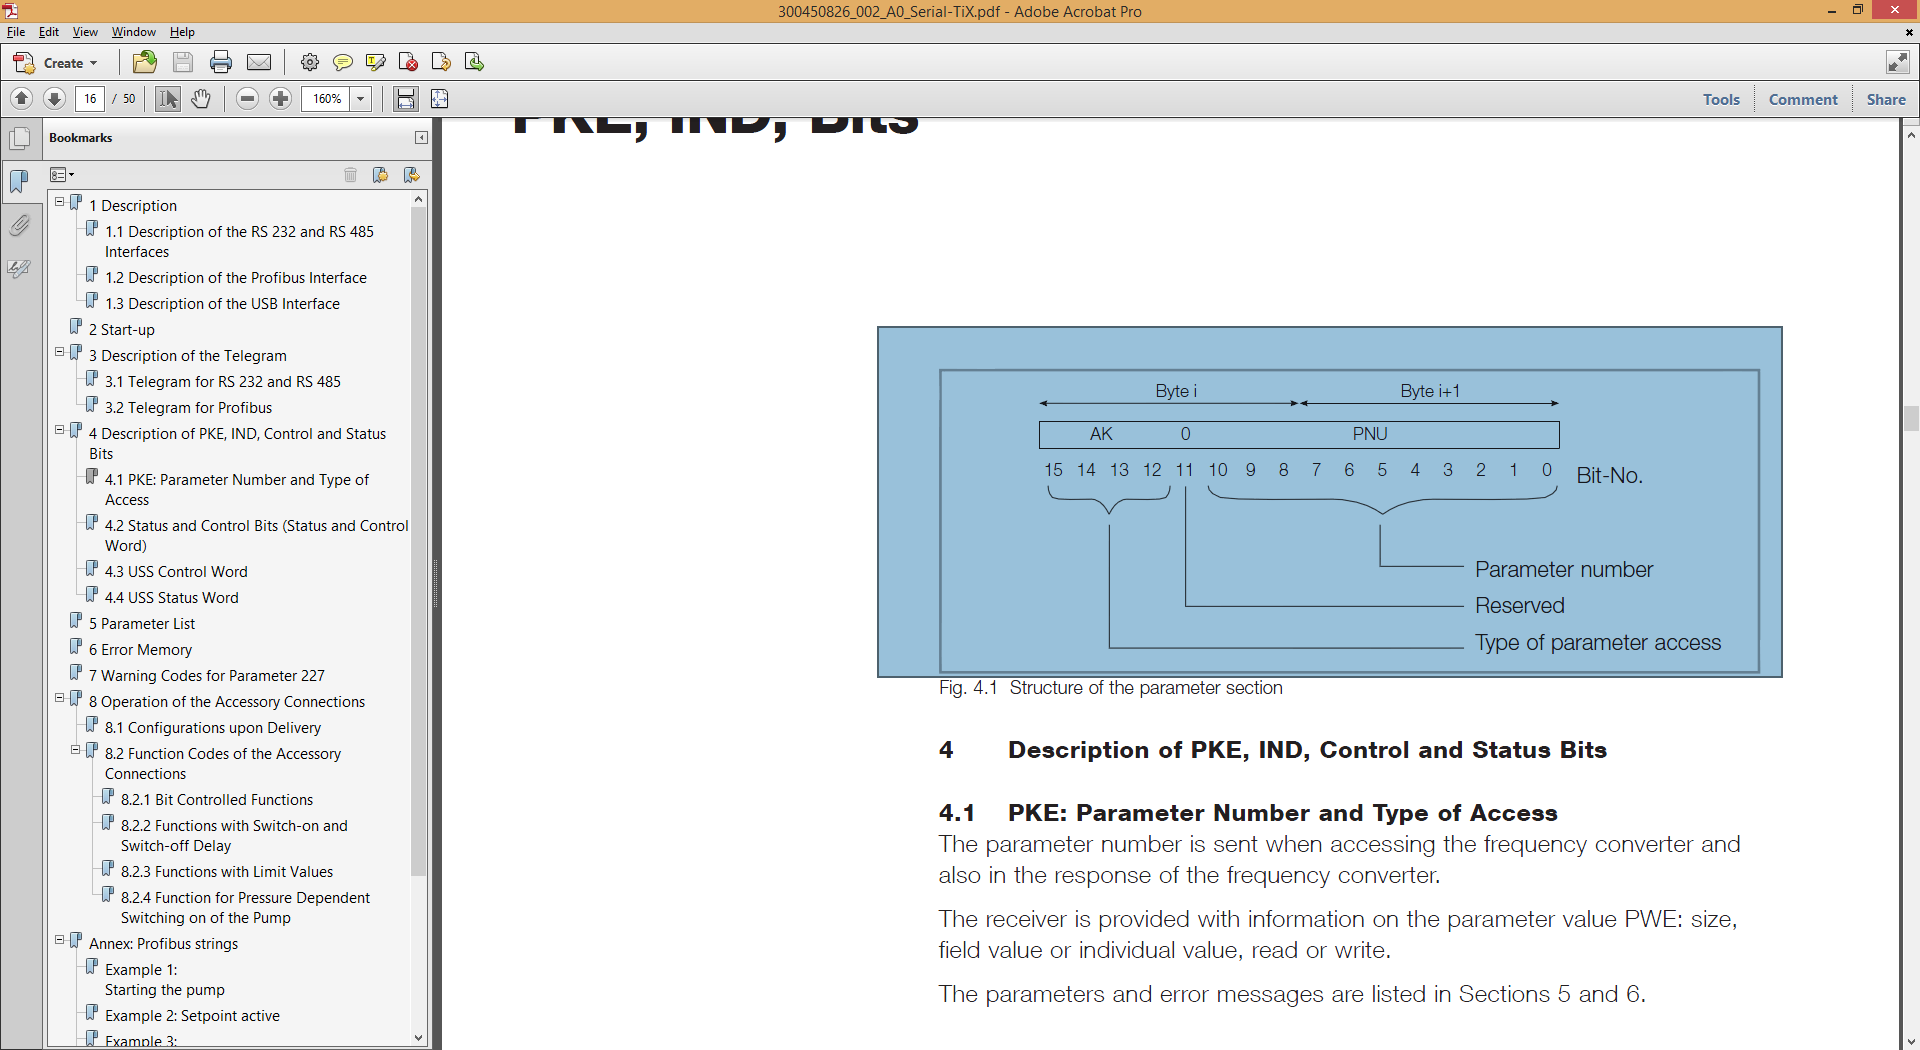 300450826_002_A0_Serial-TiX.pdf - Adobe Acrobat Pro
File Edit View Window Help
Create
16 / 50 160% Tools Comment Share
Bookmarks
1 Description
1.1 Description of the RS 232 and RS 485
Interfaces
1.2 Description of the Profibus Interface
1.3 Description of the USB Interface
2 Start-up
3 Description of the Telegram
3.1 Telegram for RS 232 and RS 485
3.2 Telegram for Profibus
4 Description of PKE, IND, Control and Status
Bits
4.1 PKE: Parameter Number and Type of
Access
4.2 Status and Control Bits (Status and Control
Word)
4.3 USS Control Word
4.4 USS Status Word
5 Parameter List
6 Error Memory
7 Warning Codes for Parameter 227
8 Operation of the Accessory Connections
8.1 Configurations upon Delivery
8.2 Function Codes of the Accessory
Connections
8.2.1 Bit Controlled Functions
8.2.2 Functions with Switch-on and
Switch-off Delay
8.2.3 Functions with Limit Values
8.2.4 Function for Pressure Dependent
Switching on of the Pump
Annex: Profibus strings
Example 1:
Starting the pump
Example 2: Setpoint active
Example 3:
PKE, IND, Bits
Byte i Byte i+1
AK 0 PNU
15 14 13 12 11 10 9 8 7 6 5 4 3 2 1 0 Bit-No.
Parameter number
Reserved
Type of parameter access
Fig. 4.1 Structure of the parameter section
4 Description of PKE, IND, Control and Status Bits
4.1 PKE: Parameter Number and Type of Access
The parameter number is sent when accessing the frequency converter and
also in the response of the frequency converter.
The receiver is provided with information on the parameter value PWE: size,
field value or individual value, read or write.
The parameters and error messages are listed in Sections 5 and 6.